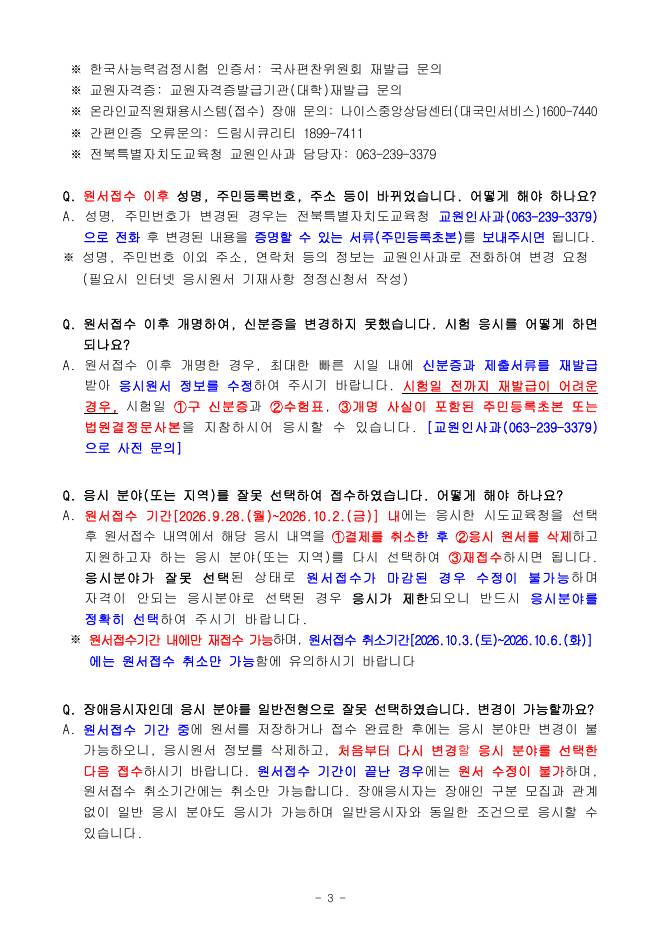 ※ 한국사능력검정시험 인증서: 국사편찬위원회 재발급 문의
※ 교원자격증: 교원자격증발급기관(대학)재발급 문의
※ 온라인교직원채용시스템(접수) 장애 문의: 나이스중앙상담센터(대국민서비스)1600-7440
※ 간편인증 오류문의: 드림시큐리티 1899-7411
※ 전북특별자치도교육청 교원인사과 담당자: 063-239-3379
Q. 원서접수 이후 성명, 주민등록번호, 주소 등이 바뀌었습니다. 어떻게 해야 하나요?
A. 성명, 주민번호가 변경된 경우는 전북특별자치도교육청 교원인사과(063-239-3379)
으로 전화 후 변경된 내용을 증명할 수 있는 서류(주민등록초본)를 보내주시면 됩니다.
※ 성명, 주민번호 이외 주소, 연락처 등의 정보는 교원인사과로 전화하여 변경 요청
(필요시 인터넷 응시원서 기재사항 정정신청서 작성)
Q. 원서접수 이후 개명하여, 신분증을 변경하지 못했습니다. 시험 응시를 어떻게 하면
되나요?
A. 원서접수 이후 개명한 경우, 최대한 빠른 시일 내에 신분증과 제출서류를 재발급
받아 응시원서 정보를 수정하여 주시기 바랍니다. 시험일 전까지 재발급이 어려운
경우, 시험일 ①구 신분증과 ②수험표, ③개명 사실이 포함된 주민등록초본 또는
법원결정문사본을 지참하시어 응시할 수 있습니다. [교원인사과(063-239-3379)
으로 사전 문의]
Q. 응시 분야(또는 지역)를 잘못 선택하여 접수하였습니다. 어떻게 해야 하나요?
A. 원서접수 기간[2026.9.28.(월)~2026.10.2.(금)] 내에는 응시한 시도교육청을 선택
후 원서접수 내역에서 해당 응시 내역을 ①결제를 취소한 후 ②응시 원서를 삭제하고
지원하고자 하는 응시 분야(또는 지역)를 다시 선택하여 ③재접수하시면 됩니다.
응시분야가 잘못 선택된 상태로 원서접수가 마감된 경우 수정이 불가능하며
자격이 안되는 응시분야로 선택된 경우 응시가 제한되오니 반드시 응시분야를
정확히 선택하여 주시기 바랍니다.
※ 원서접수기간 내에만 재접수 가능하며, 원서접수 취소기간[2026.10.3.(토)~2026.10.6.(화)]
에는 원서접수 취소만 가능함에 유의하시기 바랍니다
Q. 장애응시자인데 응시 분야를 일반전형으로 잘못 선택하였습니다. 변경이 가능할까요?
A. 원서접수 기간 중에 원서를 저장하거나 접수 완료한 후에는 응시 분야만 변경이 불
가능하오니, 응시원서 정보를 삭제하고, 처음부터 다시 변경할 응시 분야를 선택한
다음 접수하시기 바랍니다. 원서접수 기간이 끝난 경우에는 원서 수정이 불가하며,
원서접수 취소기간에는 취소만 가능합니다. 장애응시자는 장애인 구분 모집과 관계
없이 일반 응시 분야도 응시가 가능하며 일반응시자와 동일한 조건으로 응시할 수
있습니다.
- 3 -